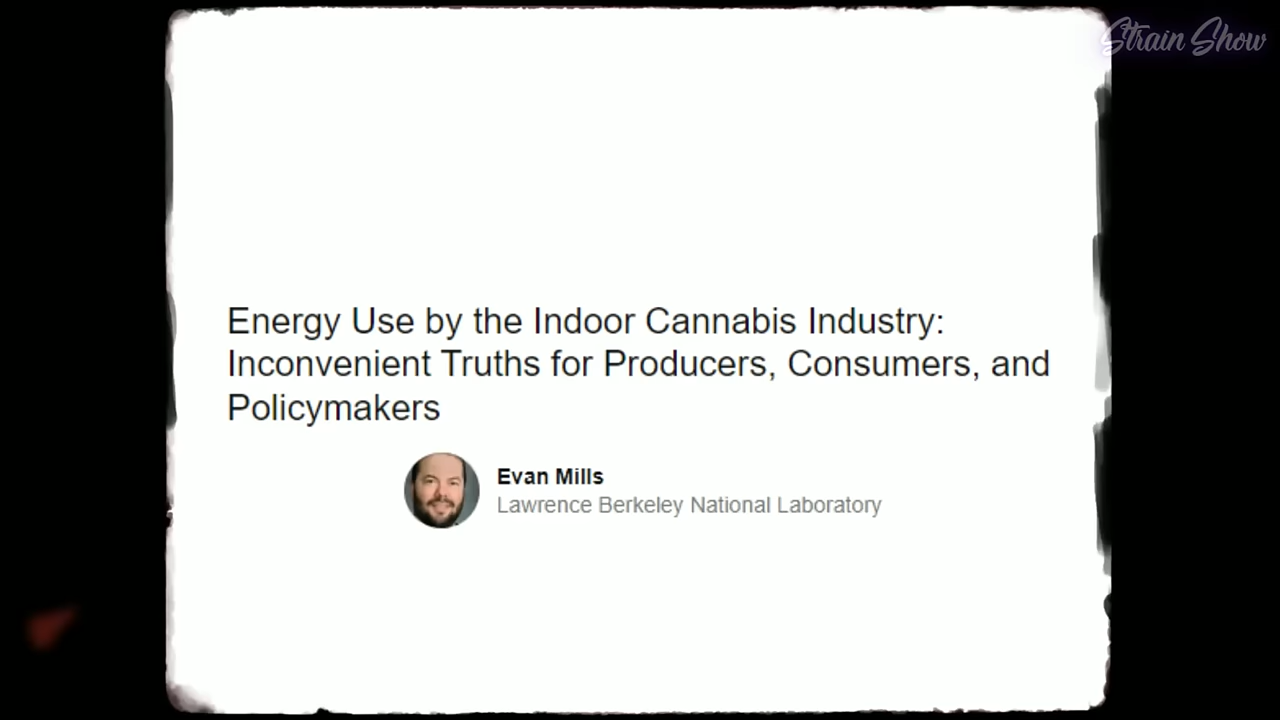 Strain Show
Energy Use by the Indoor Cannabis Industry:
Inconvenient Truths for Producers, Consumers, and
Policymakers
Evan Mills
Lawrence Berkeley National Laboratory